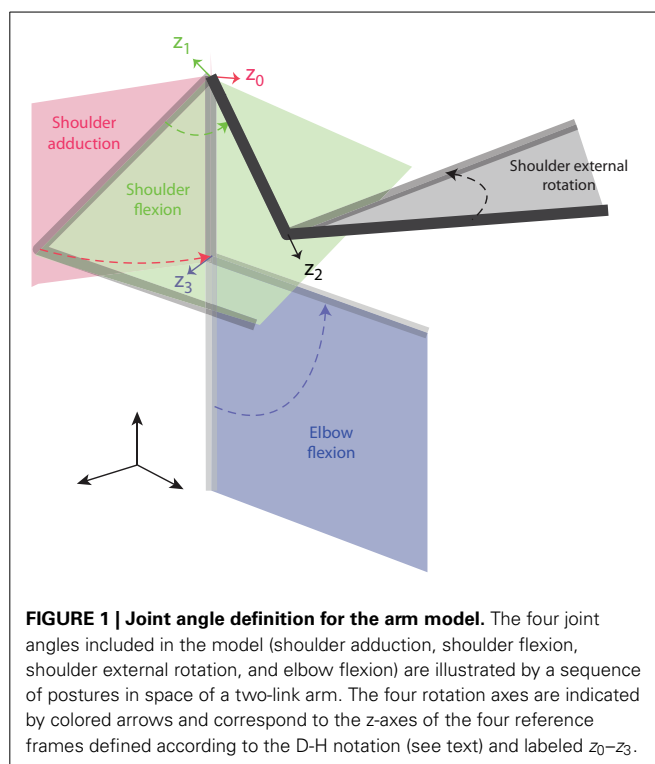 z1
z0
Shoulder
adduction
Shoulder external
rotation
Shoulder
flexion
z2
z3
Elbow
flexion
FIGURE 1 | Joint angle definition for the arm model. The four joint
angles included in the model (shoulder adduction, shoulder flexion,
shoulder external rotation, and elbow flexion) are illustrated by a sequence
of postures in space of a two-link arm. The four rotation axes are indicated
by colored arrows and correspond to the z-axes of the four reference
frames defined according to the D-H notation (see text) and labeled z0–z3.